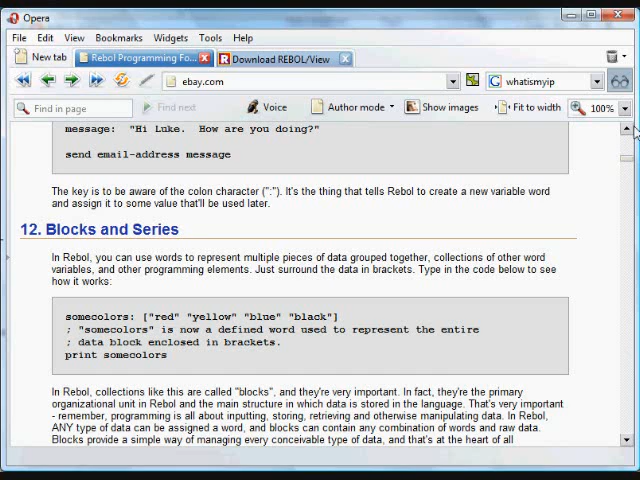 Opera
File Edit View Bookmarks Widgets Tools Help
New tab Rebol Programming Fo... Download REBOL/View
ebay.com whatismyip
Find in page Find next Voice Author mode Show images Fit to width 100%
message: "Hi Luke. How are you doing?"
send email-address message
The key is to be aware of the colon character (":"). It's the thing that tells Rebol to create a new variable word
and assign it to some value that'll be used later.
12. Blocks and Series
In Rebol, you can use words to represent multiple pieces of data grouped together, collections of other word
variables, and other programming elements. Just surround the data in brackets. Type in the code below to see
how it works:
somecolors: ["red" "yellow" "blue" "black"]
; "somecolors" is now a defined word used to represent the entire
; data block enclosed in brackets.
print somecolors
In Rebol, collections like this are called "blocks", and they're very important. In fact, they're the primary
organizational unit in Rebol and the main structure in which data is stored in the language. That's very important
- remember, programming is all about inputting, storing, retrieving and otherwise manipulating data. In Rebol,
ANY type of data can be assigned a word, and blocks can contain any combination of words and raw data.
Blocks provide a simple way of managing every conceivable type of data, and that's at the heart of all